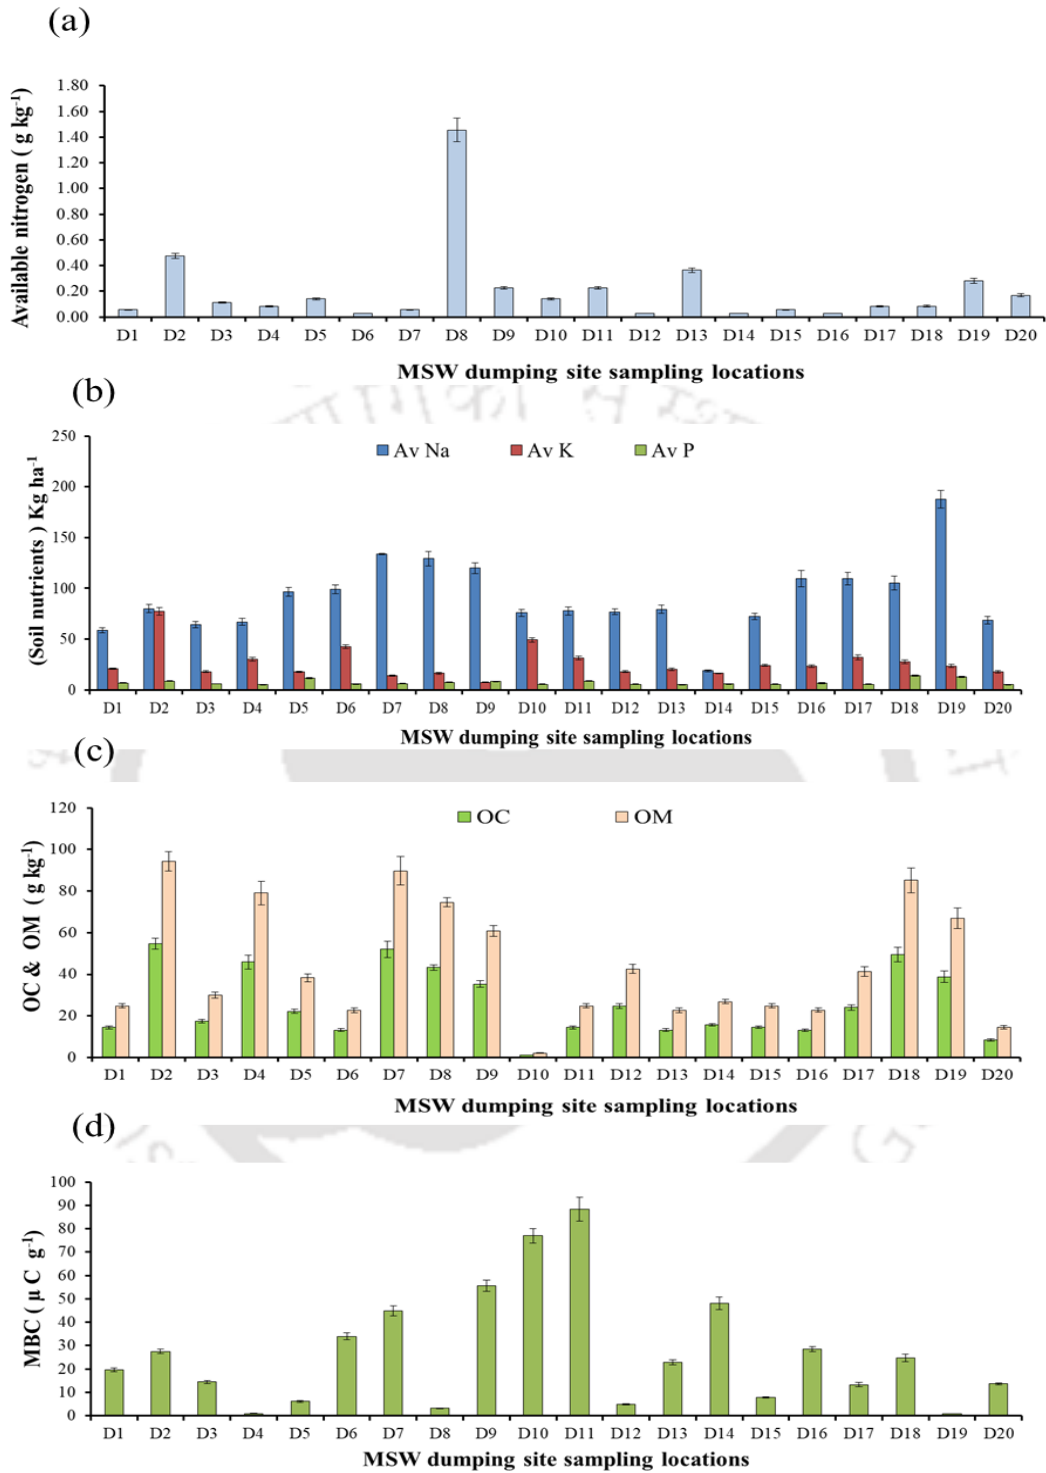 (a)
Available nitrogen ( g kg-1)
1.80
1.60
1.40
1.20
1.00
0.80
0.60
0.40
0.20
0.00
D1 D2 D3 D4 D5 D6 D7 D8 D9 D10 D11 D12 D13 D14 D15 D16 D17 D18 D19 D20
MSW dumping site sampling locations
(b)
(Soil nutrients ) Kg ha-1
250
200
150
100
50
0
Av Na Av K Av P
D1 D2 D3 D4 D5 D6 D7 D8 D9 D10 D11 D12 D13 D14 D15 D16 D17 D18 D19 D20
MSW dumping site sampling locations
(c)
OC & OM ( g kg-1)
120
100
80
60
40
20
0
OC OM
D1 D2 D3 D4 D5 D6 D7 D8 D9 D10 D11 D12 D13 D14 D15 D16 D17 D18 D19 D20
MSW dumping site sampling locations
(d)
MBC ( µ C g-1)
100
90
80
70
60
50
40
30
20
10
0
D1 D2 D3 D4 D5 D6 D7 D8 D9 D10 D11 D12 D13 D14 D15 D16 D17 D18 D19 D20
MSW dumping site sampling locations